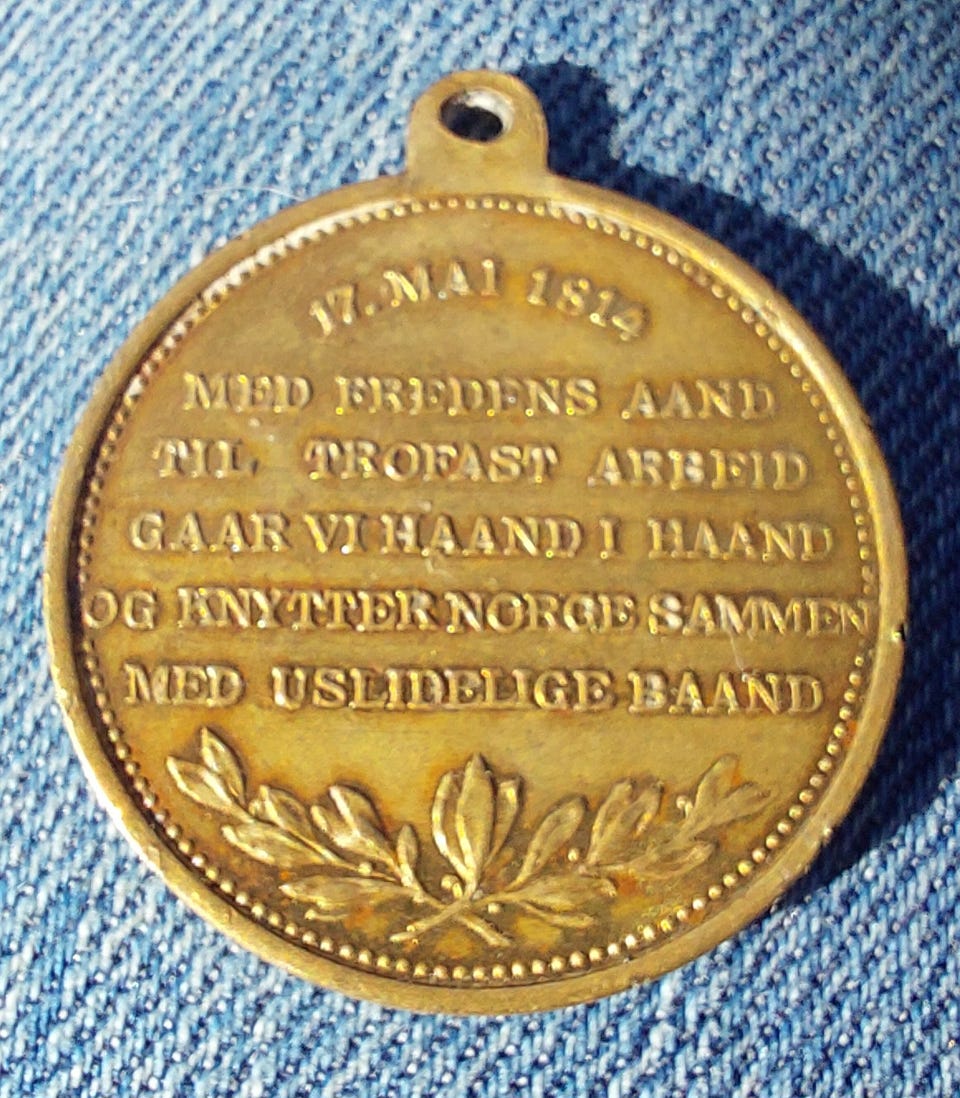 17. MAI 1814
MED FREDENS AAND
TIL TROFAST ARBEID
GAAR VI HAAND I HAAND
OG KNYTTER NORGE SAMMEN
MED USLIDELIGE BAAND